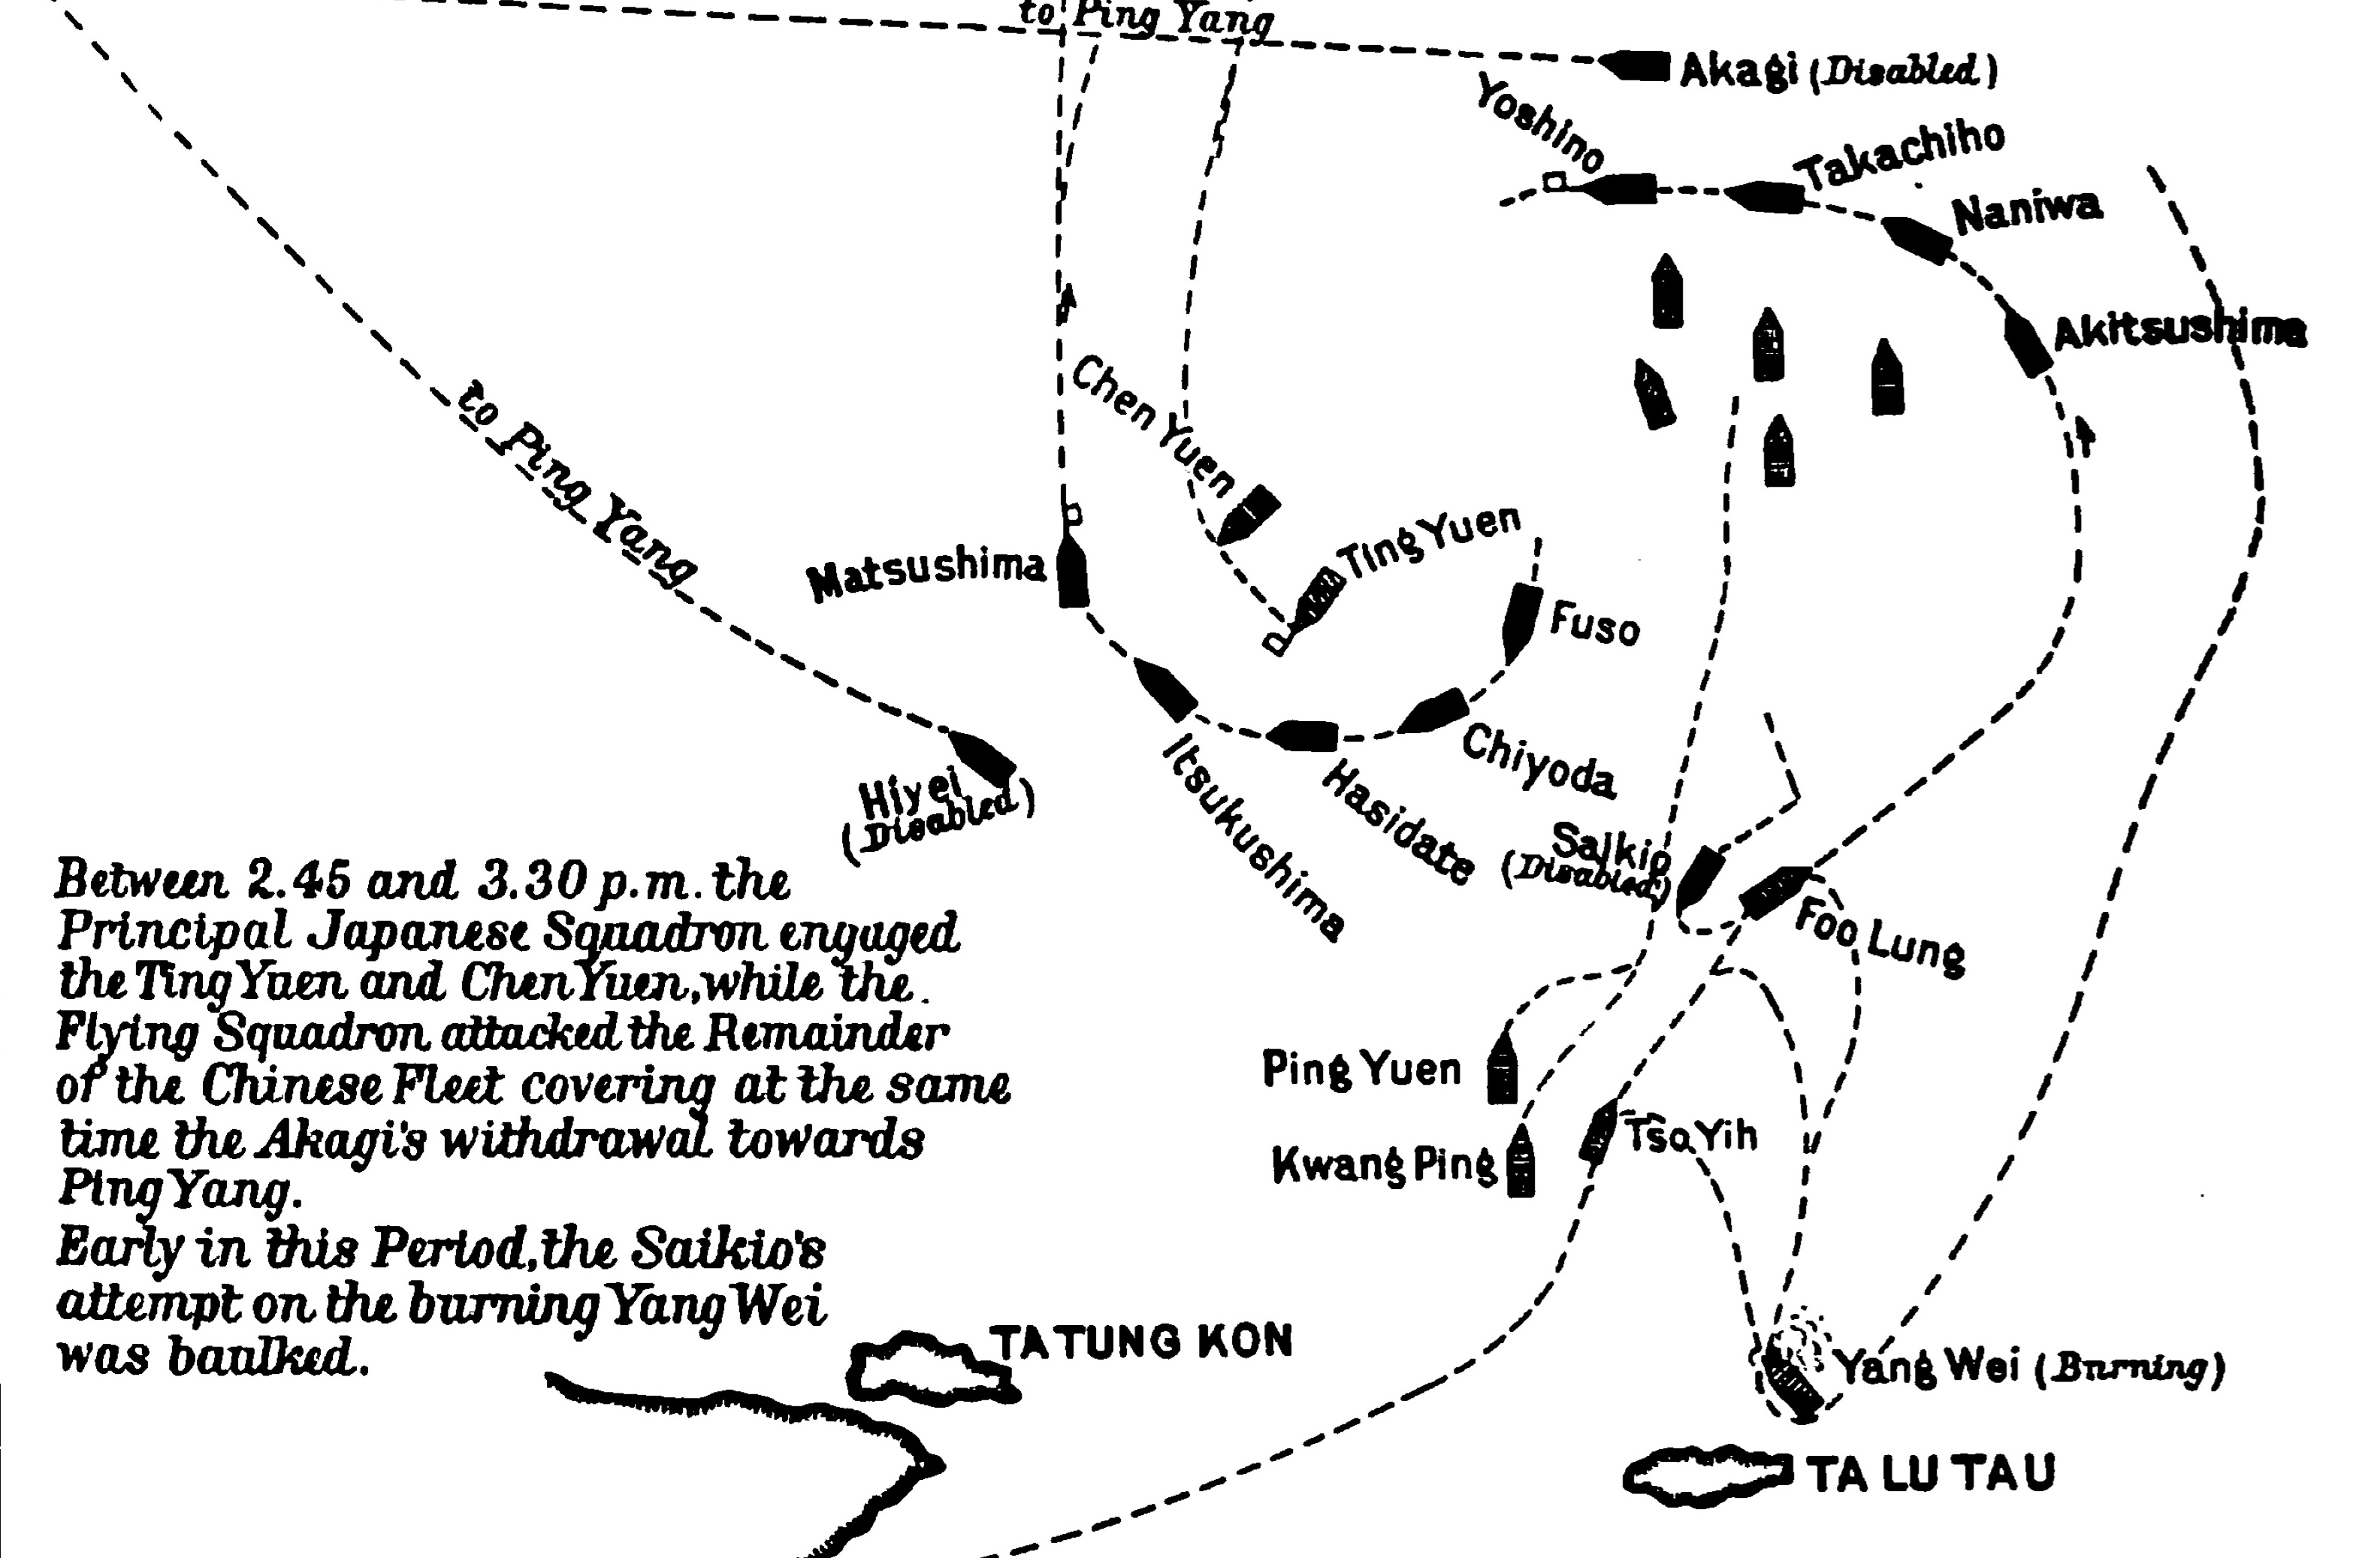 to Ping Yang
Akagi (Disabled)
Yoshino
Takachiho
Naniwa
Akitsushima
to Ping Yang
Chen Yuen
Ting Yuen
Matsushima
Fuso
Hiyei
(Disabled)
Itsukushima
Hasidate
Chiyoda
Saikio
(Disabled)
Foo Lung
Between 2.45 and 3.30 p.m. the
Principal Japanese Squadron enguged
the Ting Yuen and Chen Yuen, while the.
Flying Squadron attacked the Remainder
of the Chinese Fleet covering at the same
time the Akagi's withdrawal towards
Ping Yang.
Early in this Period, the Saikio's
attempt on the burning Yang Wei
was baulked.
Ping Yuen
Kwang Ping
Tso Yih
TA TUNG KON
Yang Wei (Burning)
TA LU TAU